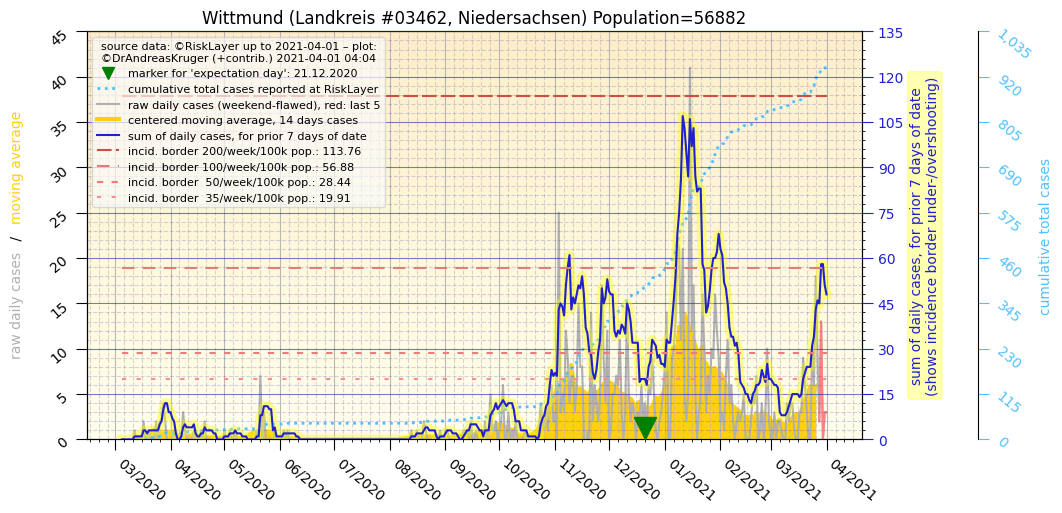 Wittmund (Landkreis #03462, Niedersachsen) Population=56882
source data: ©RiskLayer up to 2021-04-01 – plot:
©DrAndreasKruger (+contrib.) 2021-04-01 04:04
marker for 'expectation day': 21.12.2020
cumulative total cases reported at RiskLayer
raw daily cases (weekend-flawed), red: last 5
centered moving average, 14 days cases
sum of daily cases, for prior 7 days of date
incid. border 200/week/100k pop.: 113.76
incid. border 100/week/100k pop.: 56.88
incid. border  50/week/100k pop.: 28.44
incid. border  35/week/100k pop.: 19.91
raw daily cases / moving average
45
40
35
30
25
20
15
10
5
0
03/2020
04/2020
05/2020
06/2020
07/2020
08/2020
09/2020
10/2020
11/2020
12/2020
01/2021
02/2021
03/2021
04/2021
135
120
105
90
75
60
45
30
15
0
sum of daily cases, for prior 7 days of date
(shows incidence border under-/overshooting)
1,035
920
805
690
575
460
345
230
115
0
cumulative total cases